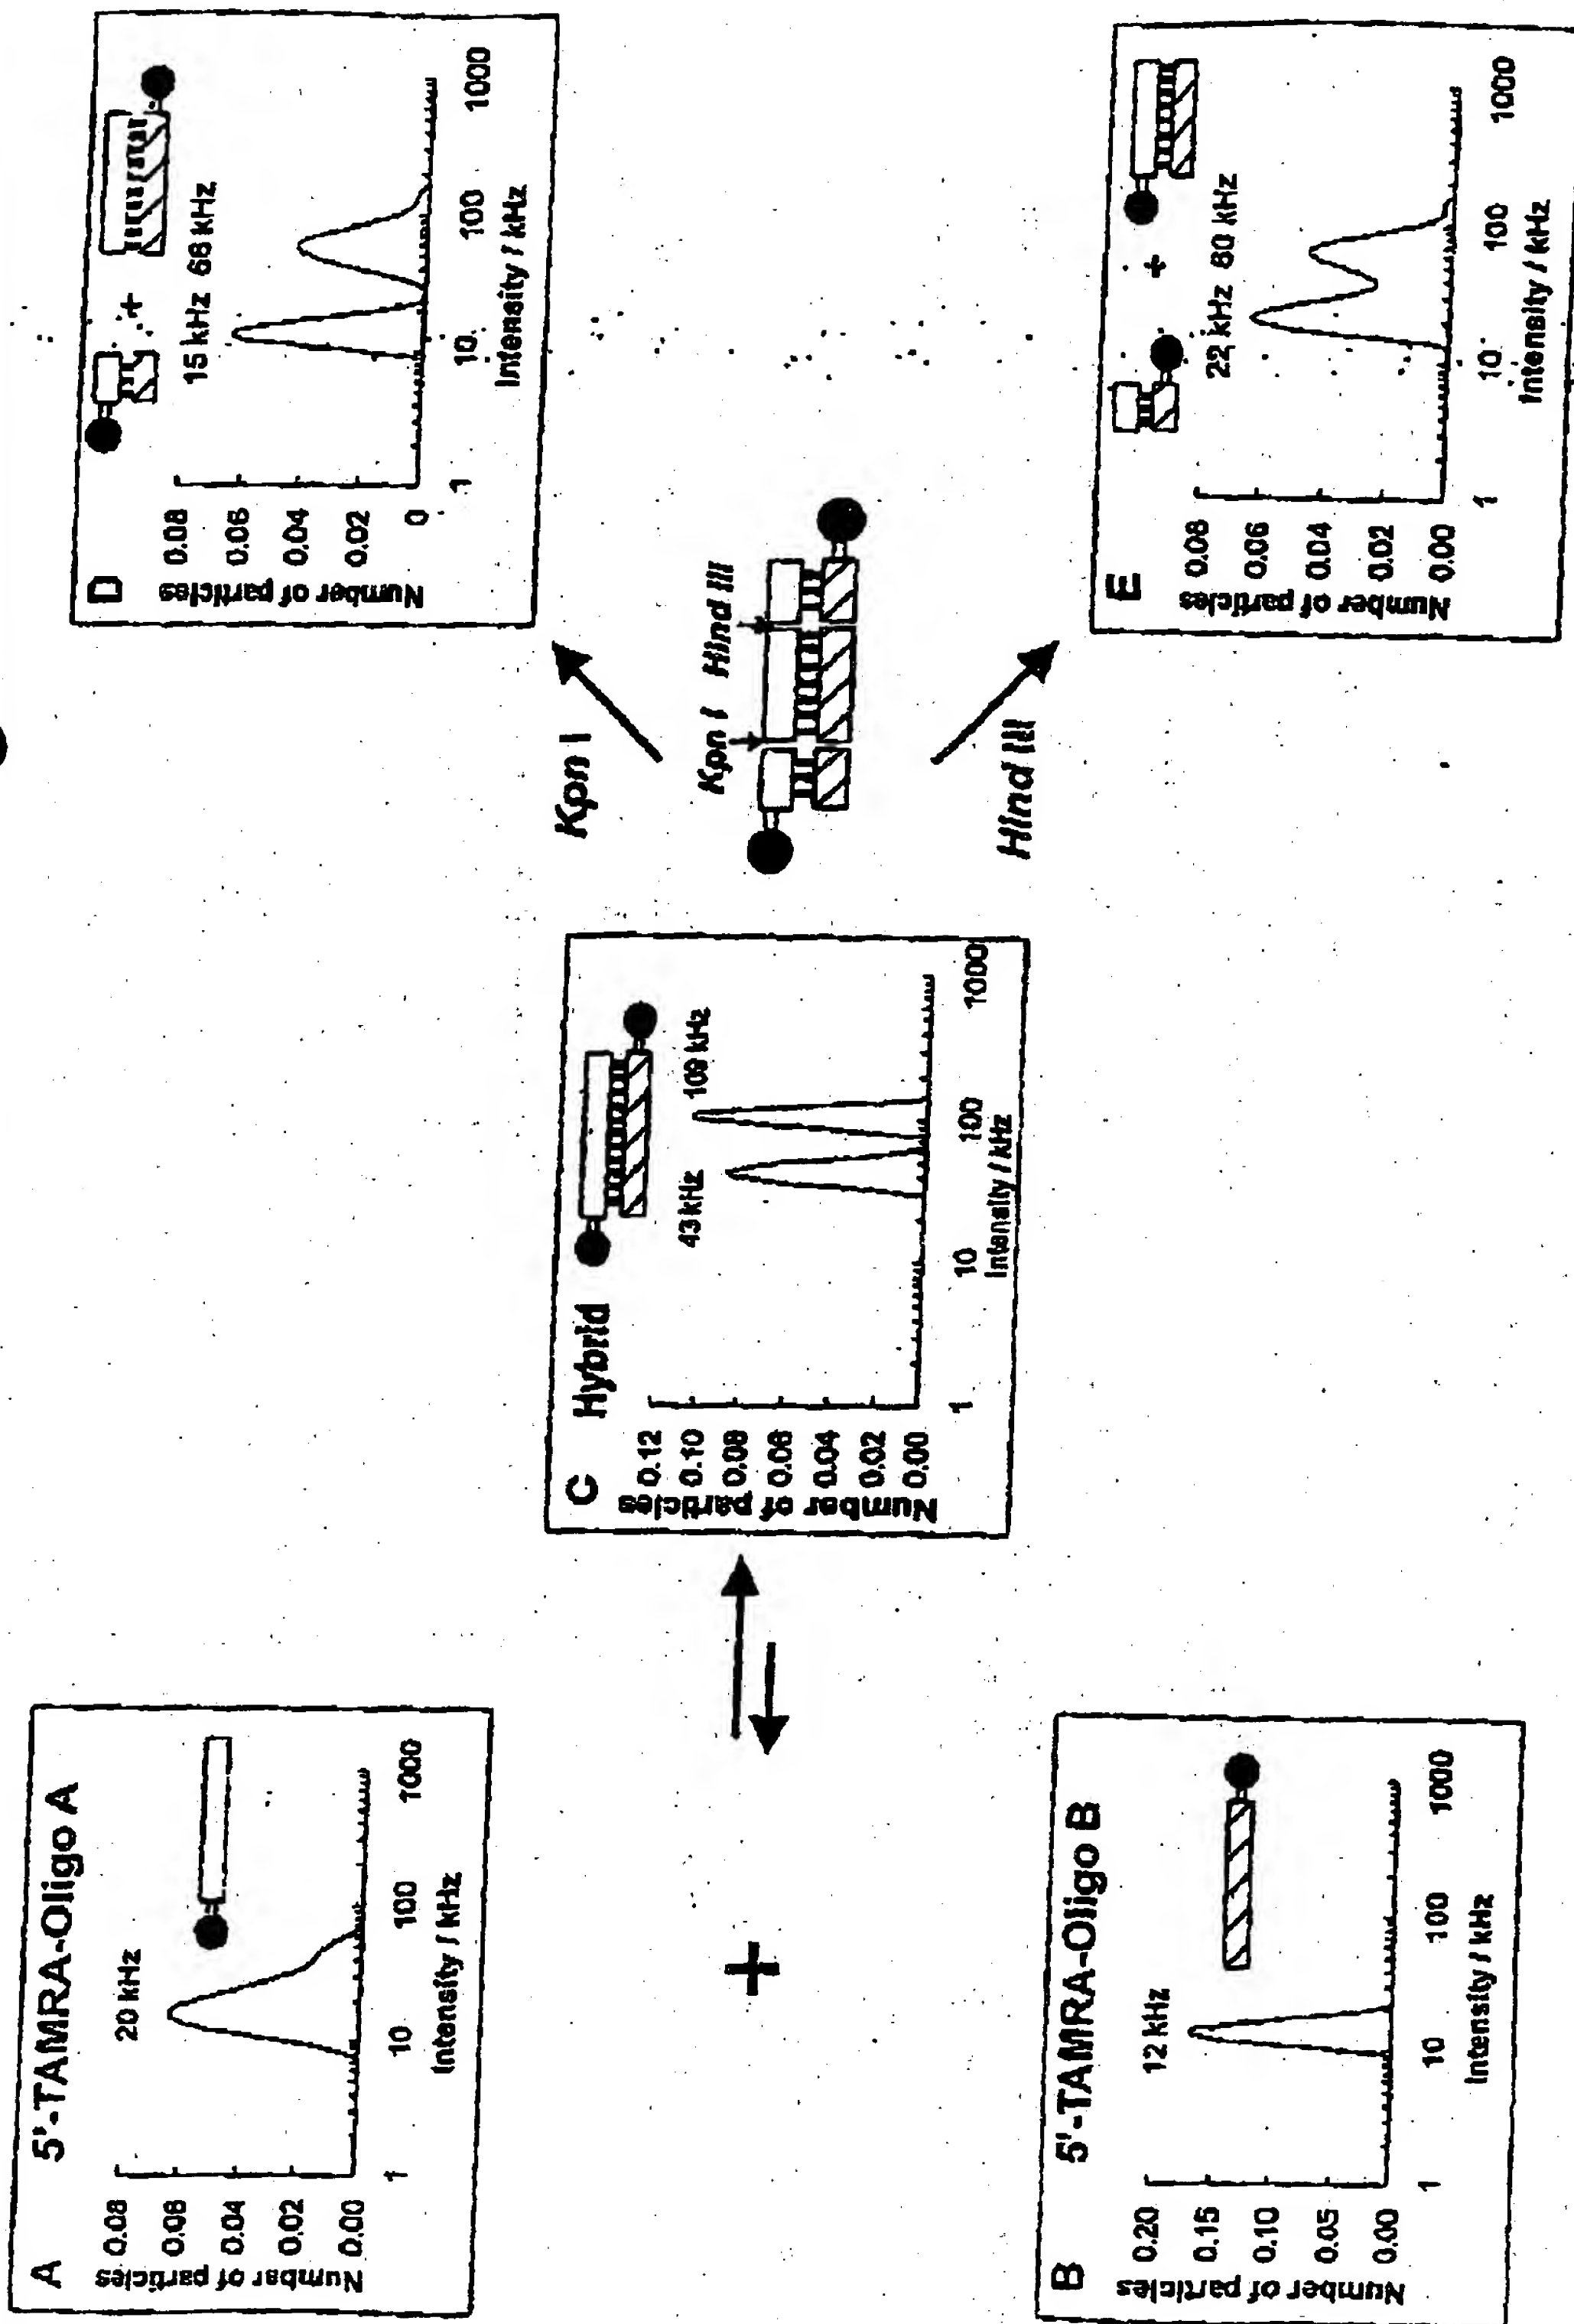 A 5'-TAMRA-Oligo A
20 kHz
Number of particles
0.08
0.06
0.04
0.02
0.00
1 10 100 1000
Intensity / kHz
+
B 5'-TAMRA-Oligo B
12 kHz
Number of particles
0.20
0.15
0.10
0.05
0.00
1 10 100 1000
Intensity / kHz
C Hybrid
43 kHz 109 kHz
Number of particles
0.12
0.10
0.08
0.06
0.04
0.02
0.00
1 10 100 1000
Intensity / kHz
Kpn I
Kpn I Hind III
Hind III
D
+
15 kHz 68 kHz
Number of particles
0.08
0.06
0.04
0.02
0
1 10 100 1000
Intensity / kHz
E
+
22 kHz 80 kHz
Number of particles
0.08
0.06
0.04
0.02
0.00
1 10 100 1000
Intensity / kHz